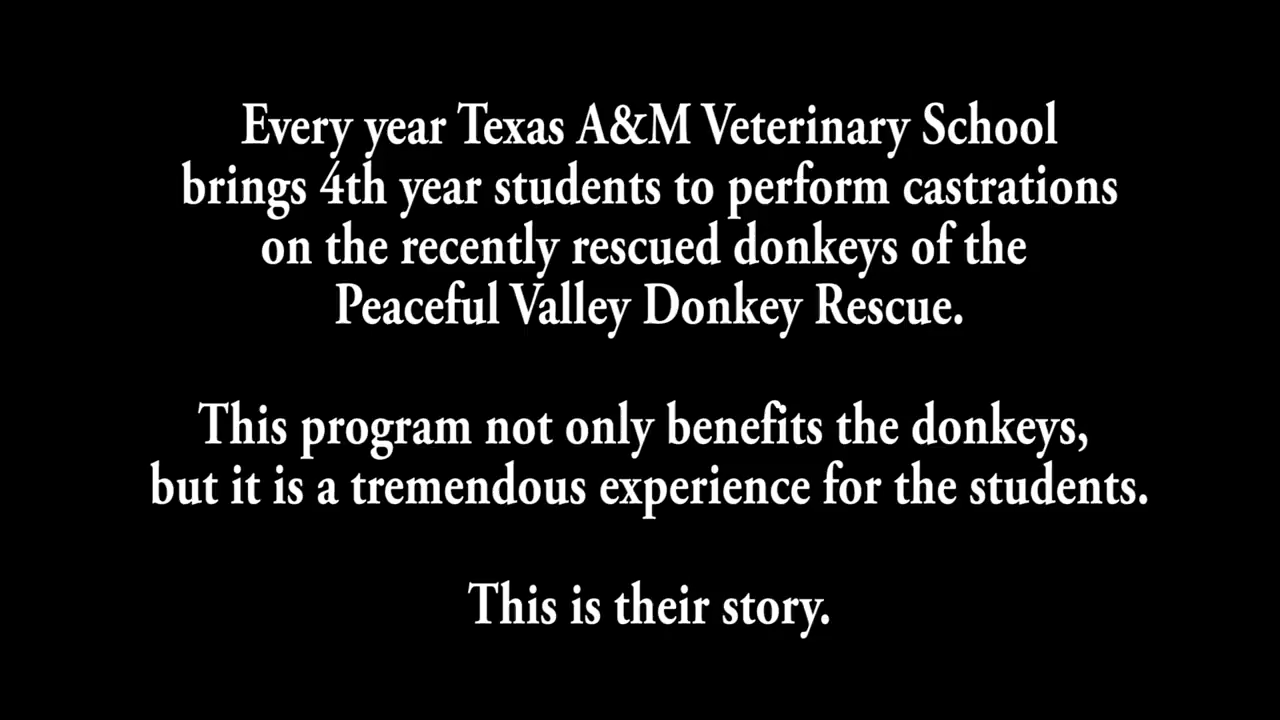 Every year Texas A&M Veterinary School
brings 4th year students to perform castrations
on the recently rescued donkeys of the
Peaceful Valley Donkey Rescue.
This program not only benefits the donkeys,
but it is a tremendous experience for the students.
This is their story.